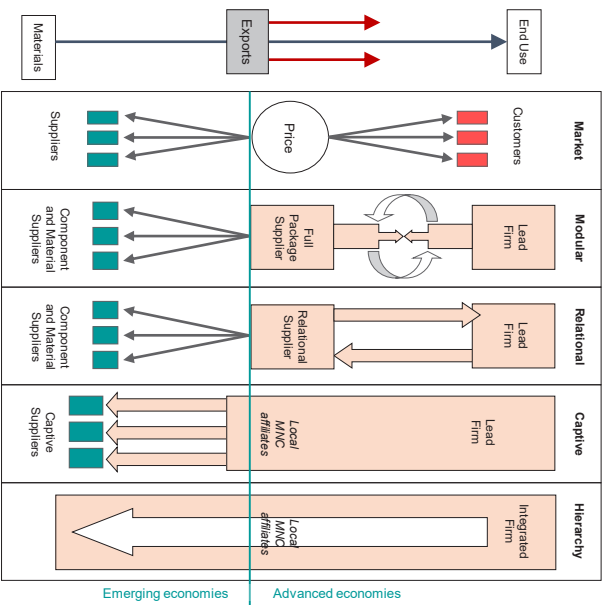 Materials
Exports
End Use
Suppliers
Price
Customers
Market
Component
and Material
Suppliers
Full
Package
Supplier
Lead
Firm
Modular
Component
and Material
Suppliers
Relational
Supplier
Lead
Firm
Relational
Captive
Suppliers
Local
MNC
affiliates
Lead
Firm
Captive
Local
MNC
affiliates
Integrated
Firm
Hierarchy
Emerging economies
Advanced economies